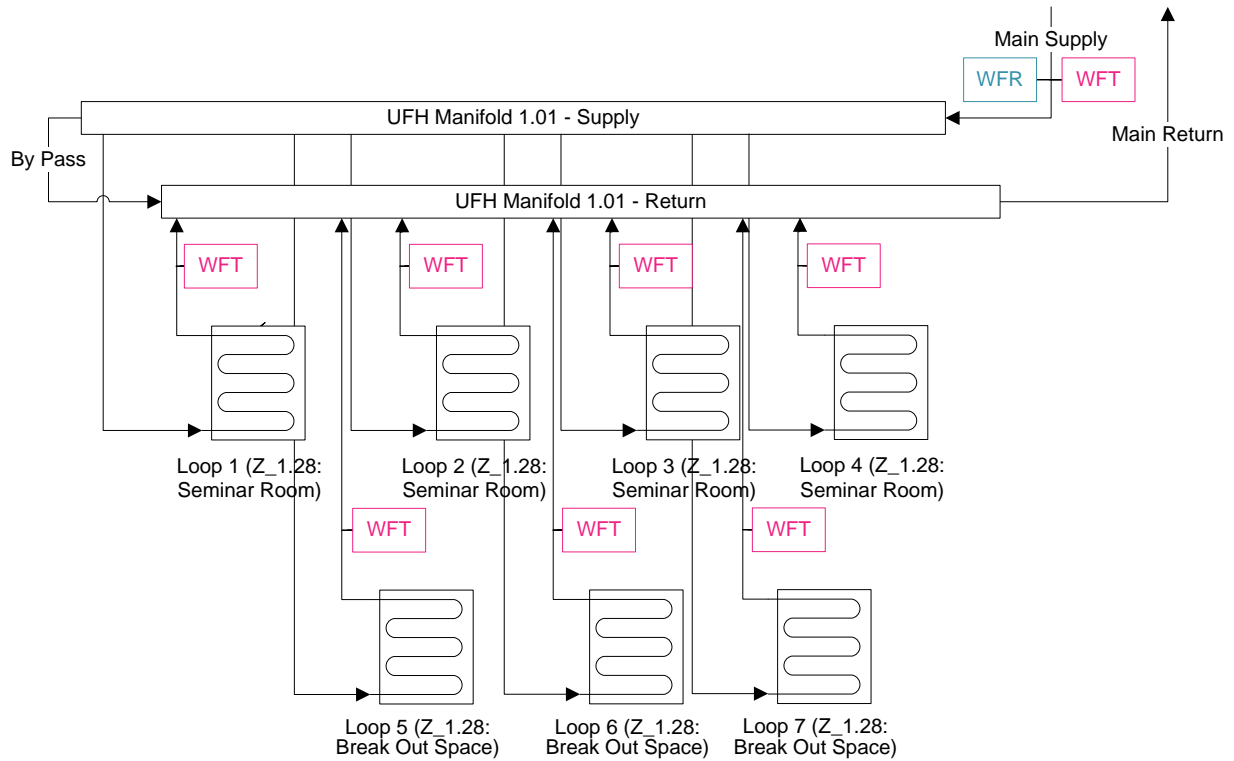 Main Supply
WFR
WFT
UFH Manifold 1.01 - Supply
Main Return
By Pass
UFH Manifold 1.01 - Return
WFT
WFT
WFT
WFT
Loop 1 (Z_1.28:
Seminar Room)
Loop 2 (Z_1.28:
Seminar Room)
Loop 3 (Z_1.28:
Seminar Room)
Loop 4 (Z_1.28:
Seminar Room)
WFT
WFT
WFT
Loop 5 (Z_1.28:
Break Out Space)
Loop 6 (Z_1.28:
Break Out Space)
Loop 7 (Z_1.28:
Break Out Space)